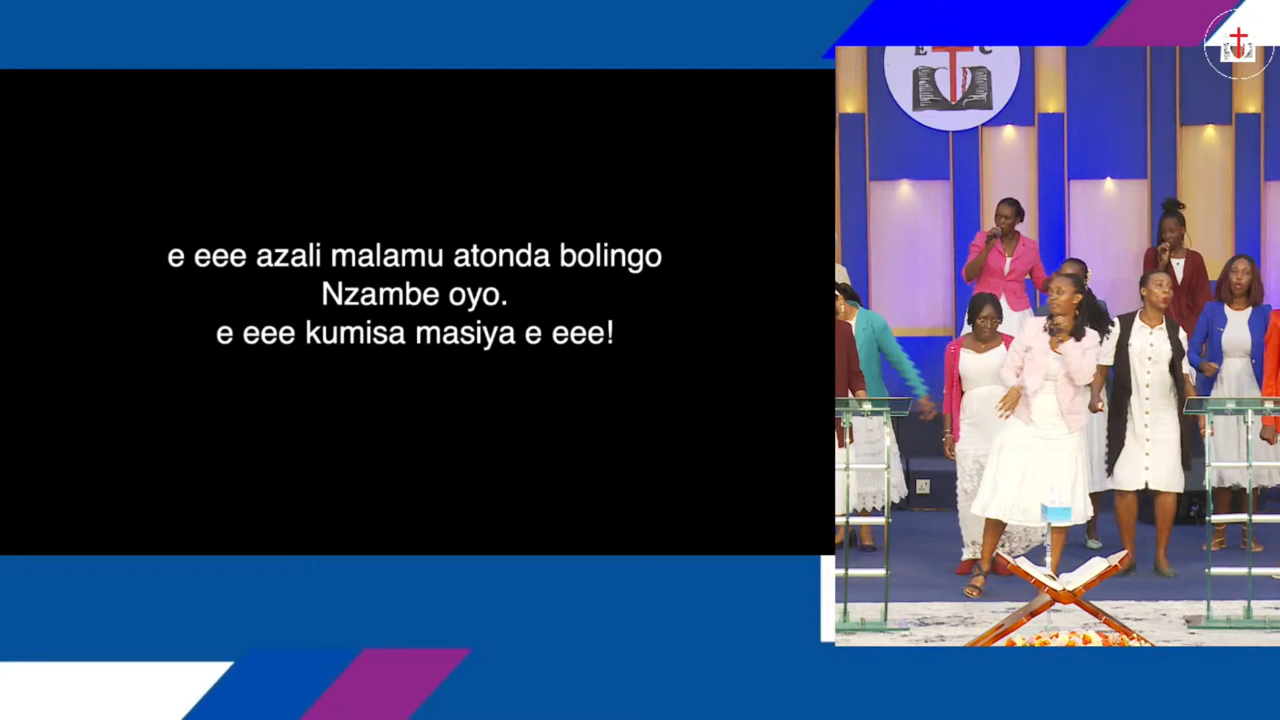 e eee azali malamu atonda bolingo
Nzambe oyo.
e eee kumisa masiya e eee!
E C